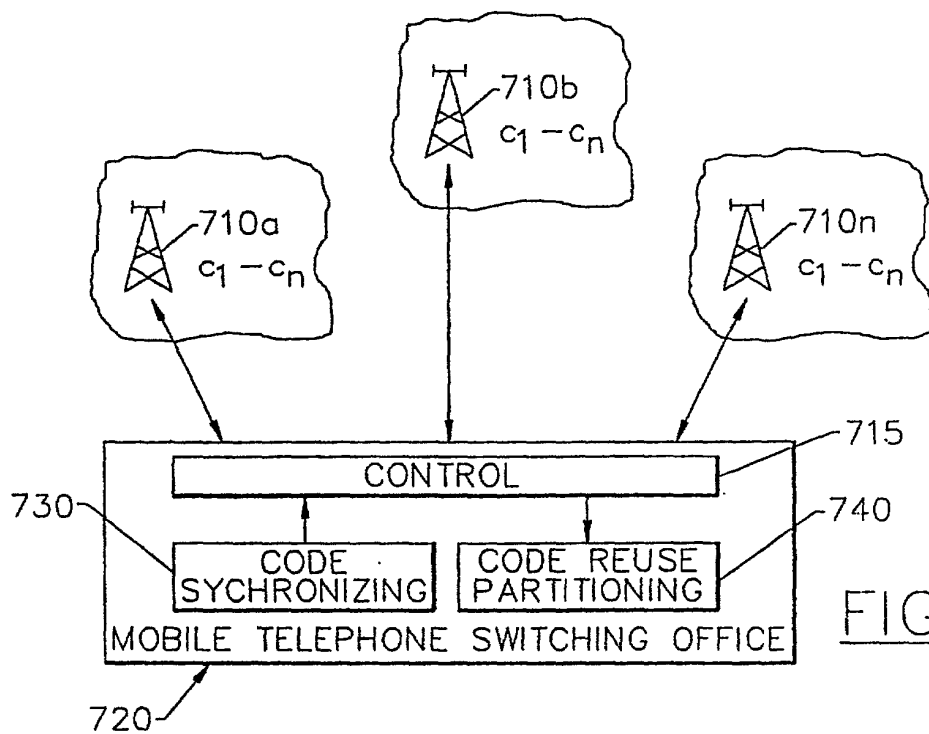 710b
c1 – cn
710a
c1 – cn
710n
c1 – cn
CONTROL
715
730
CODE
SYCHRONIZING
CODE REUSE
PARTITIONING
740
MOBILE TELEPHONE SWITCHING OFFICE
FIG
720